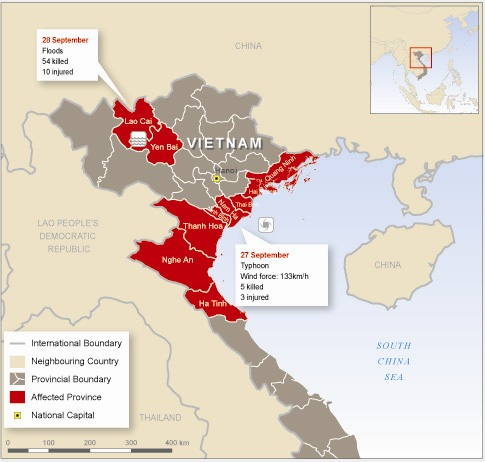 28 September
Floods
54 killed
10 injured
CHINA
Lao Cai
Yen Bai
VIETNAM
Hanoi
Quang Ninh
Thai Binh
Thanh Hoa
LAO PEOPLE'S
DEMOCRATIC
REPUBLIC
Nghe An
27 September
Typhoon
Wind force: 133km/h
5 killed
3 injured
CHINA
Ha Tinh
SOUTH
CHINA
SEA
International Boundary
Neighbouring Country
Provincial Boundary
Affected Province
National Capital
THAILAND
0 100 200 300 400 km